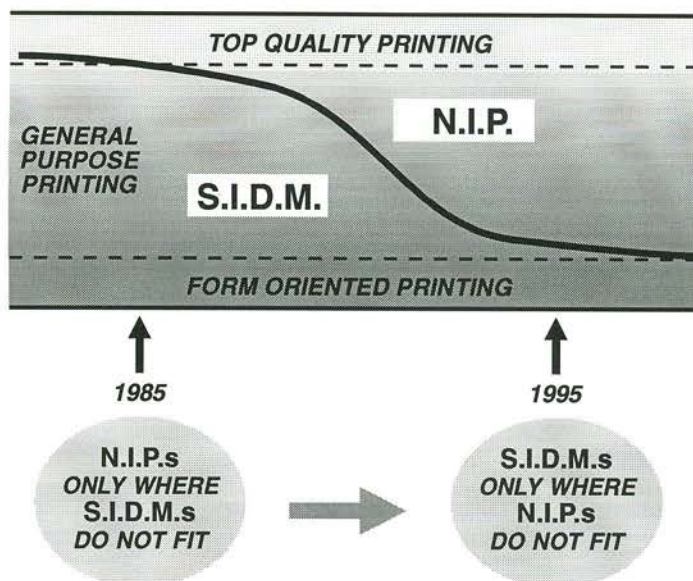 TOP QUALITY PRINTING
N.I.P.
GENERAL
PURPOSE
PRINTING
S.I.D.M.
FORM ORIENTED PRINTING
1985
1995
N.I.P.s
ONLY WHERE
S.I.D.M.s
DO NOT FIT
S.I.D.M.s
ONLY WHERE
N.I.P.s
DO NOT FIT